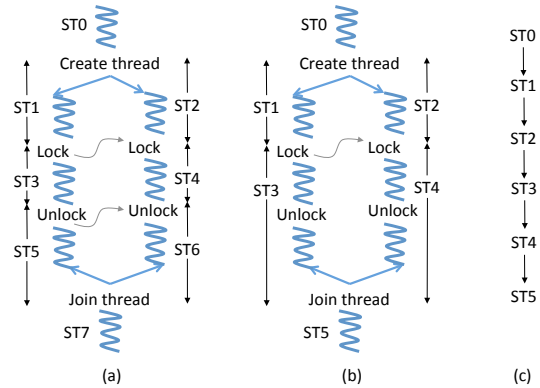 ST0
Create thread
ST1
ST2
Lock
Lock
ST3
ST4
Unlock
Unlock
ST5
ST6
Join thread
ST7
(a)
ST0
Create thread
ST1
ST2
Lock
Lock
ST3
ST4
Unlock
Unlock
Join thread
ST5
(b)
ST0
ST1
ST2
ST3
ST4
ST5
(c)